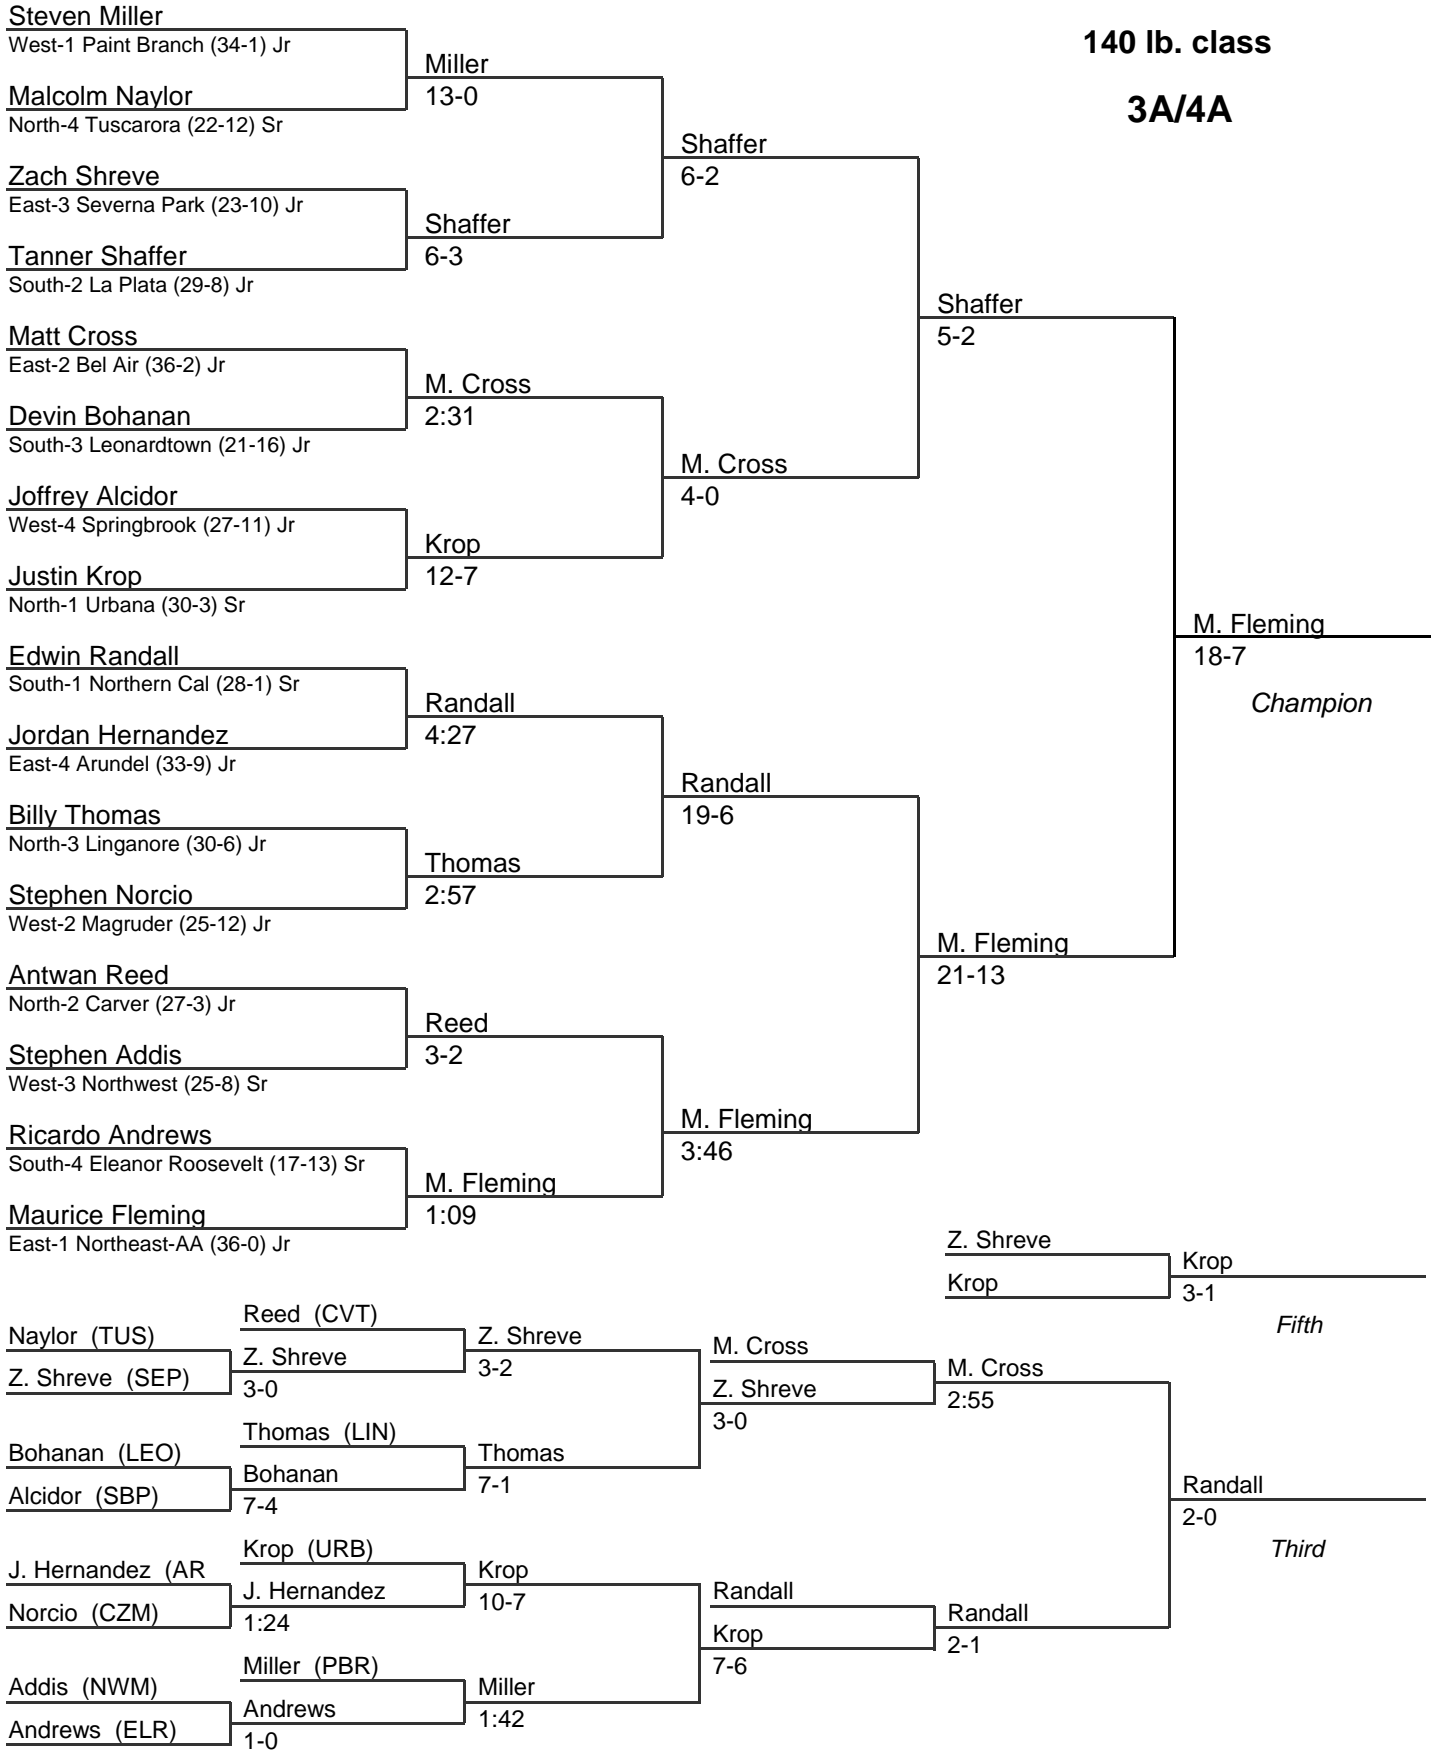 Steven Miller
West-1 Paint Branch (34-1) Jr
Malcolm Naylor
North-4 Tuscarora (22-12) Sr
Zach Shreve
East-3 Severna Park (23-10) Jr
Tanner Shaffer
South-2 La Plata (29-8) Jr
Matt Cross
East-2 Bel Air (36-2) Jr
Devin Bohanan
South-3 Leonardtown (21-16) Jr
Joffrey Alcidor
West-4 Springbrook (27-11) Jr
Justin Krop
North-1 Urbana (30-3) Sr
Edwin Randall
South-1 Northern Cal (28-1) Sr
Jordan Hernandez
East-4 Arundel (33-9) Jr
Billy Thomas
North-3 Linganore (30-6) Jr
Stephen Norcio
West-2 Magruder (25-12) Jr
Antwan Reed
North-2 Carver (27-3) Jr
Stephen Addis
West-3 Northwest (25-8) Sr
Ricardo Andrews
South-4 Eleanor Roosevelt (17-13) Sr
Maurice Fleming
East-1 Northeast-AA (36-0) Jr
Miller
13-0
Shaffer
6-3
M. Cross
2:31
Krop
12-7
Randall
4:27
Thomas
2:57
Reed
3-2
M. Fleming
1:09
Shaffer
6-2
M. Cross
4-0
Randall
19-6
M. Fleming
3:46
Shaffer
5-2
M. Fleming
21-13
140 lb. class
3A/4A
M. Fleming
18-7
Champion
Z. Shreve
Krop
Krop
3-1
Fifth
Naylor (TUS)
Z. Shreve (SEP)
Bohanan (LEO)
Alcidor (SBP)
J. Hernandez (AR
Norcio (CZM)
Addis (NWM)
Andrews (ELR)
Reed (CVT)
Z. Shreve
3-0
Thomas (LIN)
Bohanan
7-4
Krop (URB)
J. Hernandez
1:24
Miller (PBR)
Andrews
1-0
Z. Shreve
3-2
Thomas
7-1
Krop
10-7
Miller
1:42
M. Cross
Z. Shreve
3-0
Randall
Krop
7-6
M. Cross
2:55
Randall
2-1
Randall
2-0
Third